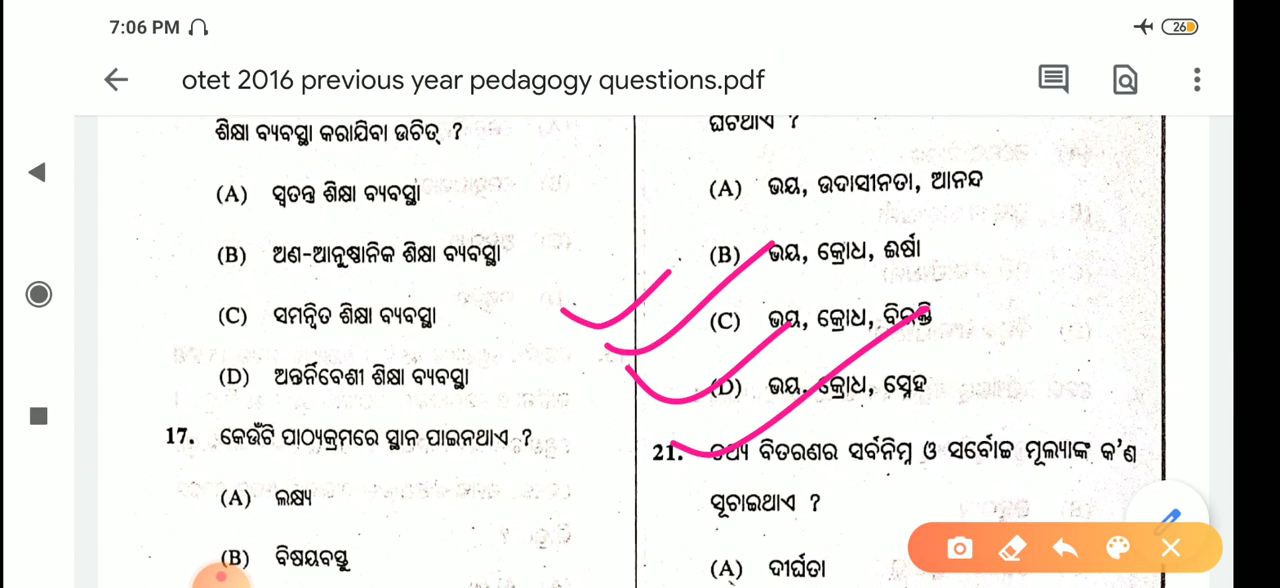 7:06 PM
26
otet 2016 previous year pedagogy questions.pdf
ଶିକ୍ଷା ବ୍ୟବସ୍ଥା କରାଯିବା ଉଚିତ୍ ?
(A) ସ୍ୱତନ୍ତ୍ର ଶିକ୍ଷା ବ୍ୟବସ୍ଥା
(B) ଅଣ-ଆନୁଷ୍ଠାନିକ ଶିକ୍ଷା ବ୍ୟବସ୍ଥା
(C) ସମନ୍ୱିତ ଶିକ୍ଷା ବ୍ୟବସ୍ଥା
(D) ଅନ୍ତର୍ନିବେଶୀ ଶିକ୍ଷା ବ୍ୟବସ୍ଥା
17. କେଉଁଟି ପାଠ୍ୟକ୍ରମରେ ସ୍ଥାନ ପାଇନଥାଏ ?
(A) ଲକ୍ଷ୍ୟ
(B) ବିଷୟବସ୍ତୁ
ଘଟିଥାଏ ?
(A) ଭୟ, ଉଦାସୀନତା, ଆନନ୍ଦ
(B) ଭୟ, କ୍ରୋଧ, ଈର୍ଷା
(C) ଭୟ, କ୍ରୋଧ, ବିରକ୍ତି
(D) ଭୟ, କ୍ରୋଧ, ସ୍ନେହ
21. ତଥ୍ୟ ବିତରଣର ସର୍ବନିମ୍ନ ଓ ସର୍ବୋଚ୍ଚ ମୂଲ୍ୟାଙ୍କ କ'ଣ
ସୂଚାଇଥାଏ ?
(A) ଦୀର୍ଘତା